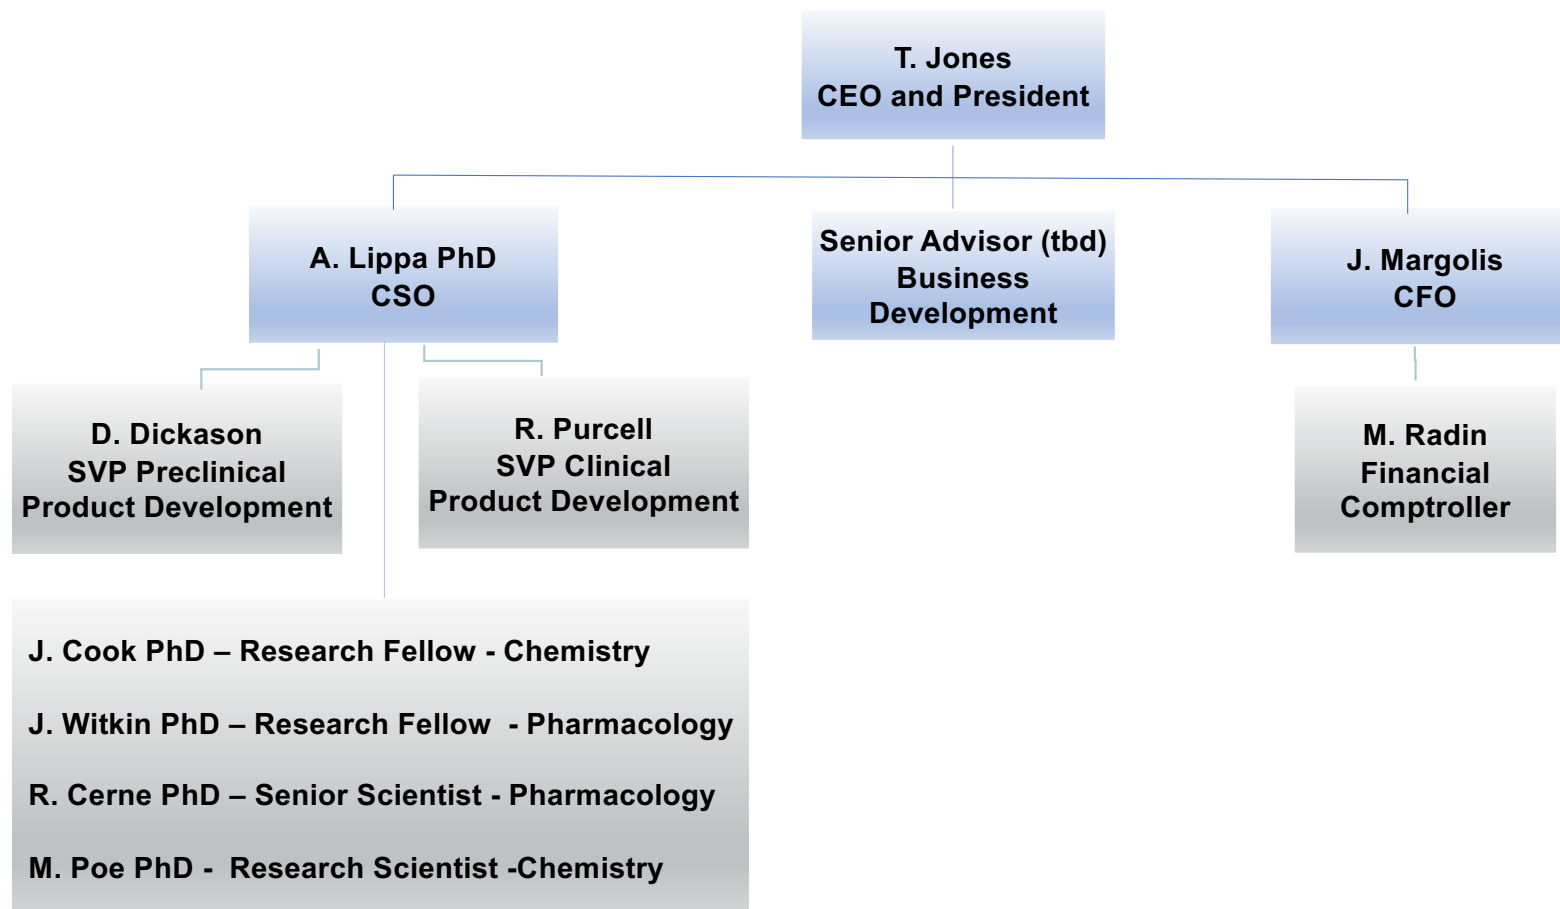 T. Jones
CEO and President
A. Lippa PhD
CSO
Senior Advisor (tbd)
Business
Development
J. Margolis
CFO
D. Dickason
SVP Preclinical
Product Development
R. Purcell
SVP Clinical
Product Development
M. Radin
Financial
Comptroller
J. Cook PhD – Research Fellow - Chemistry
J. Witkin PhD – Research Fellow  - Pharmacology
R. Cerne PhD – Senior Scientist - Pharmacology
M. Poe PhD -  Research Scientist -Chemistry